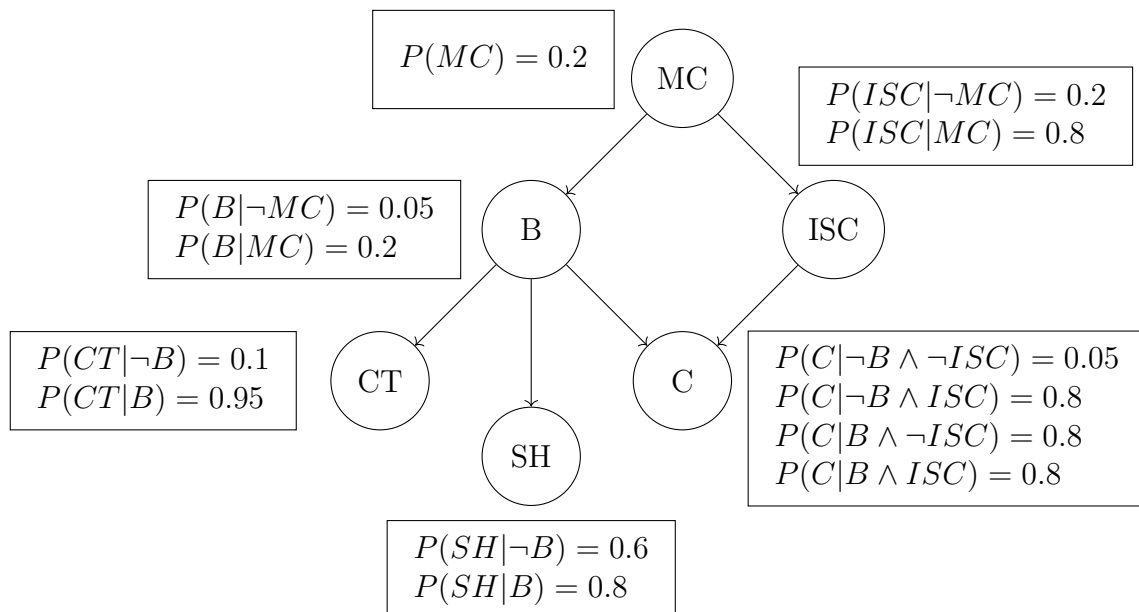 P(MC) = 0.2
MC
P(ISC|¬MC) = 0.2
P(ISC|MC) = 0.8
P(B|¬MC) = 0.05
P(B|MC) = 0.2
B
ISC
P(CT|¬B) = 0.1
P(CT|B) = 0.95
CT
C
P(C|¬B ∧ ¬ISC) = 0.05
P(C|¬B ∧ ISC) = 0.8
P(C|B ∧ ¬ISC) = 0.8
P(C|B ∧ ISC) = 0.8
SH
P(SH|¬B) = 0.6
P(SH|B) = 0.8